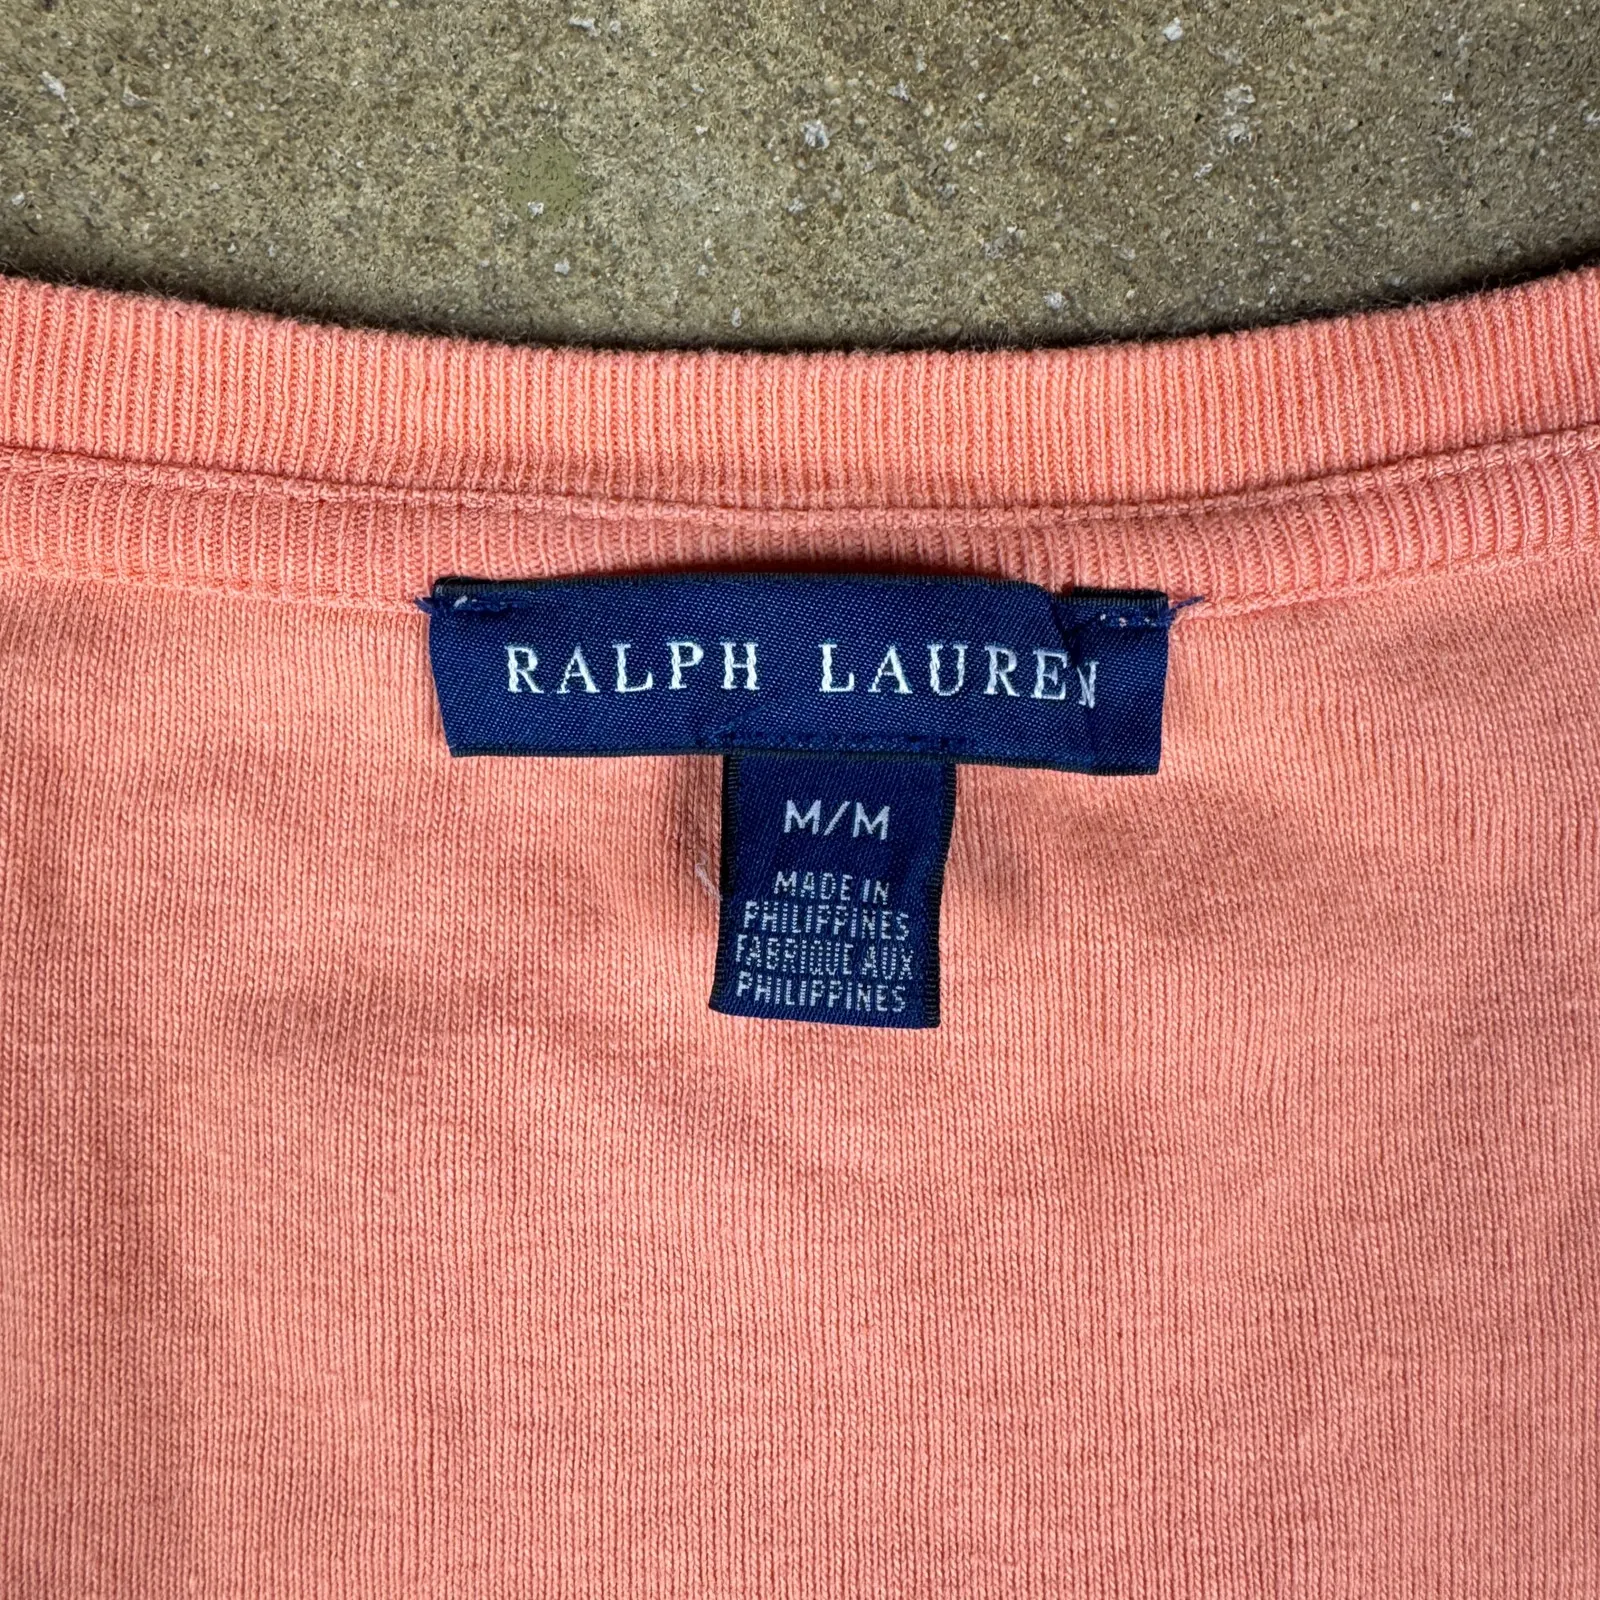 RALPH LAUREN
M/M
MADE IN
PHILIPPINES
FABRIQUE AUX
PHILIPPINES